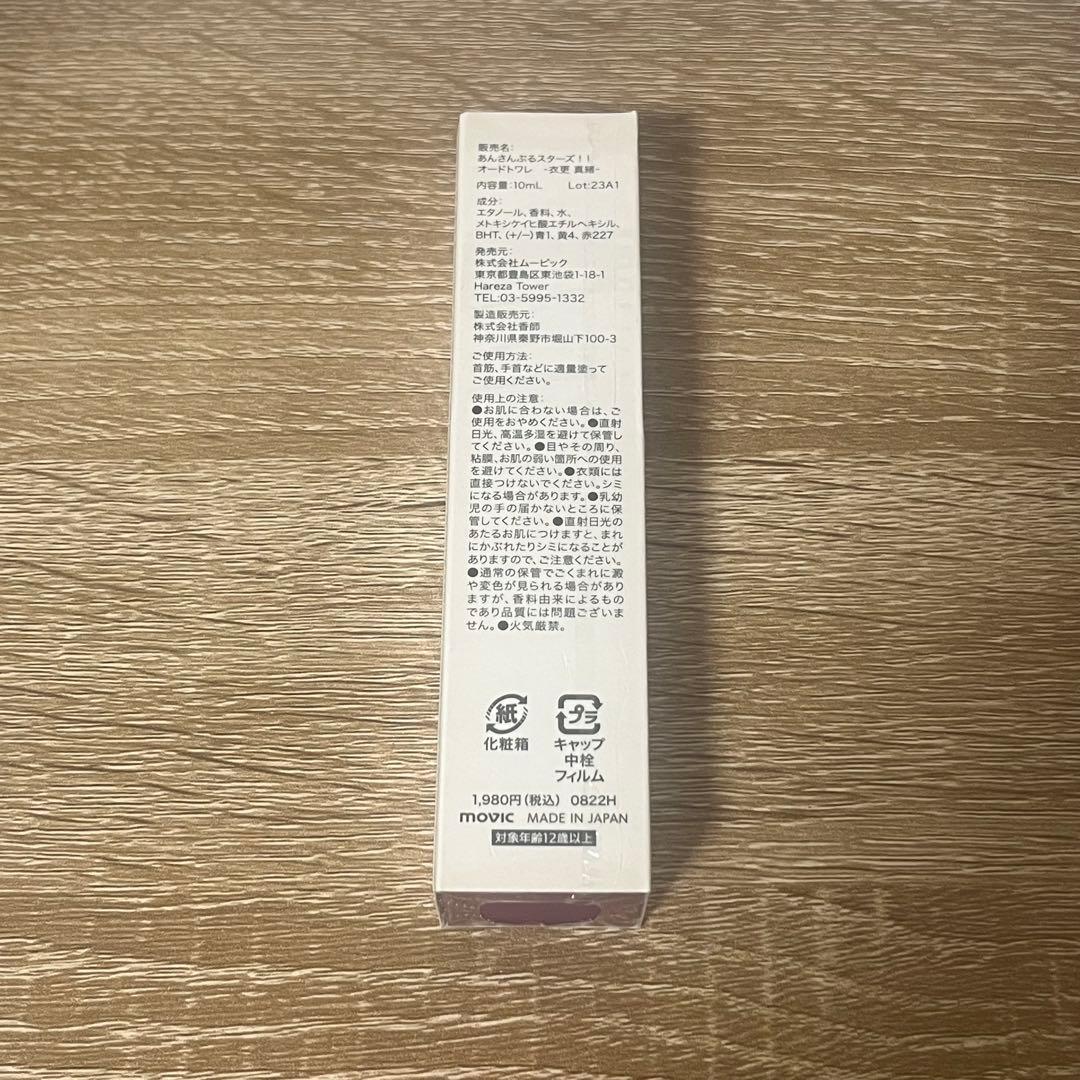 販売名:
あんさんぶるスターズ!!
オードトワレ -衣更 真緒-
内容量:10mL Lot:23A1
成分:
エタノール、香料、水、
メトキシケイヒ酸エチルヘキシル、
BHT、(+/-)青1、黄4、赤227
発売元:
株式会社ムービック
東京都豊島区東池袋1-18-1
Hareza Tower
TEL:03-5995-1332
製造販売元:
株式会社香師
神奈川県秦野市堀山下100-3
ご使用方法:
首筋、手首などに適量塗って
ご使用ください。
使用上の注意:
●お肌に合わない場合は、ご
使用をおやめください。●直射
日光、高温多湿を避けて保管し
てください。●目やその周り、
粘膜、お肌の弱い箇所への使用
を避けてください。●衣類には
直接つけないでください。シミ
になる場合があります。●乳幼
児の手の届かないところに保
管してください。●直射日光の
あたるお肌につけますと、まれ
にかぶれたりシミになることが
ありますので、ご注意ください。
●通常の保管でごくまれに澱
や変色が見られる場合があり
ますが、香料由来によるもの
であり品質には問題ございま
せん。●火気厳禁。
紙 プラ
化粧箱 キャップ
中栓
フィルム
1,980円(税込) 0822H
movic MADE IN JAPAN
対象年齢12歳以上